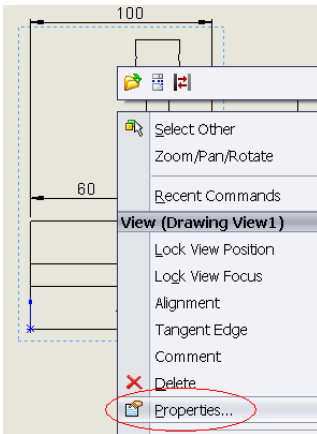 100
Select Other
Zoom/Pan/Rotate
60
Recent Commands
View (Drawing View1)
Lock View Position
Lock View Focus
Alignment
Tangent Edge
Comment
Delete
Properties...